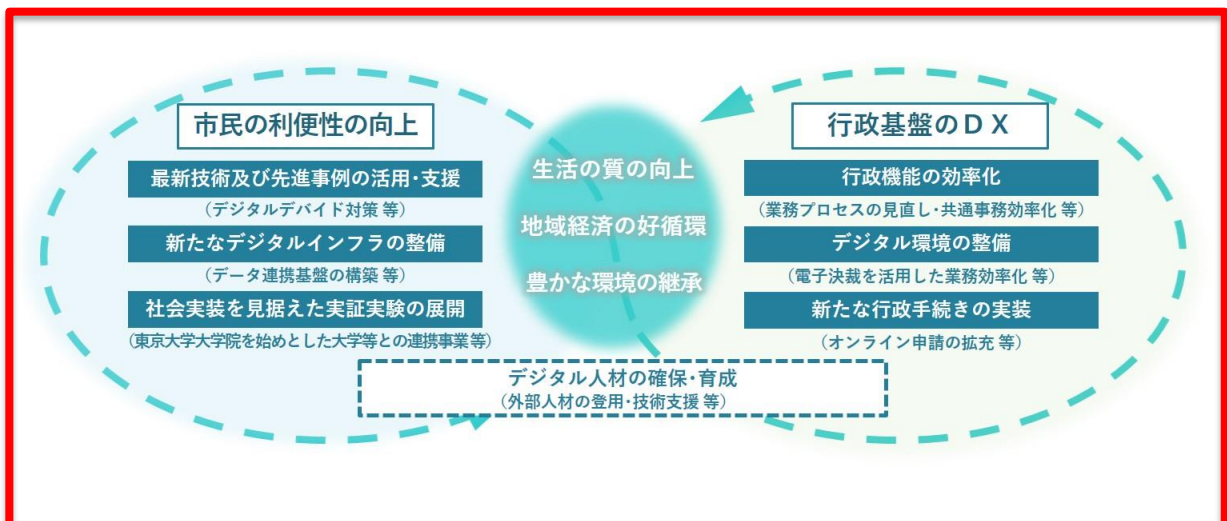 市民の利便性の向上
最新技術及び先進事例の活用･支援
（デジタルデバイド対策 等）
新たなデジタルインフラの整備
（データ連携基盤の構築 等）
社会実装を見据えた実証実験の展開
（東京大学大学院を始めとした大学等との連携事業 等）
生活の質の向上
地域経済の好循環
豊かな環境の継承
行政基盤のＤＸ
行政機能の効率化
（業務プロセスの見直し･共通事務効率化 等）
デジタル環境の整備
（電子決裁を活用した業務効率化 等）
新たな行政手続きの実装
（オンライン申請の拡充 等）
デジタル人材の確保･育成
（外部人材の登用･技術支援 等）